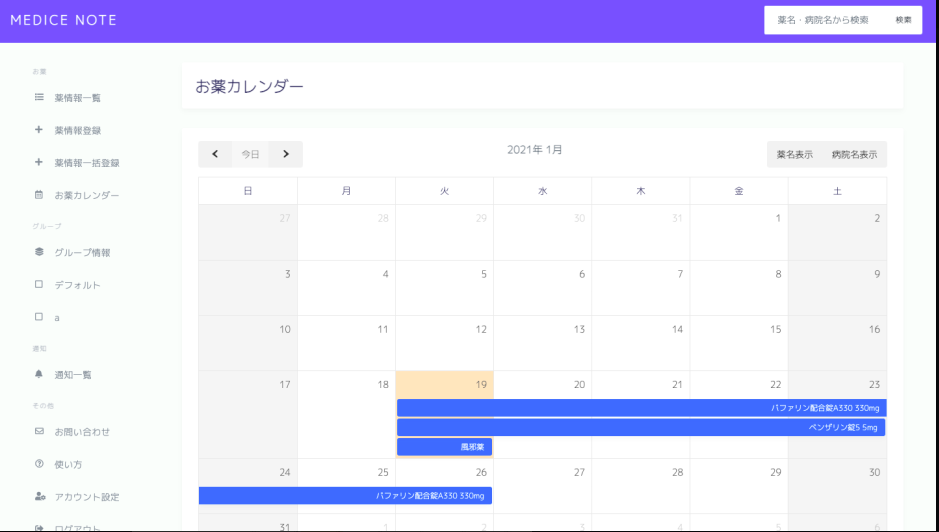 MEDICE NOTE
薬名・病院名から検索 検索
お薬
薬情報一覧
薬情報登録
薬情報一括登録
お薬カレンダー
グループ
グループ情報
デフォルト
a
通知
通知一覧
その他
お問い合わせ
使い方
アカウント設定
ログアウト
お薬カレンダー
今日
2021年 1月
薬名表示 病院名表示
日 月 火 水 木 金 土
27 28 29 30 31 1 2
3 4 5 6 7 8 9
10 11 12 13 14 15 16
17 18 19 20 21 22 23
バファリン配合錠A330 330mg
ベンザリン錠5 5mg
風邪薬
24 25 26 27 28 29 30
バファリン配合錠A330 330mg
31 1 2 3 4 5 6